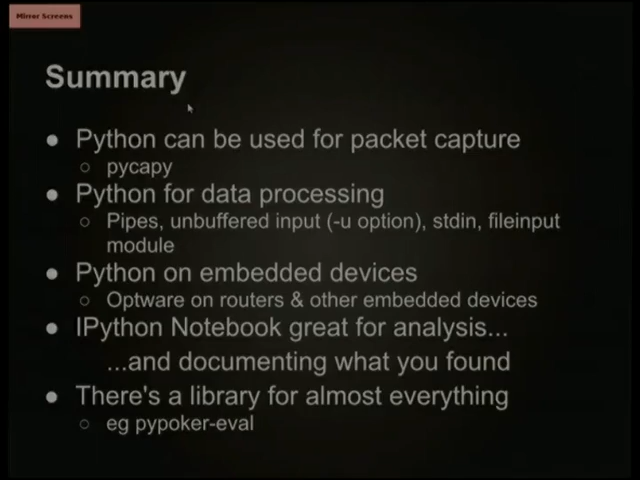 Mirror Screens
Summary
● Python can be used for packet capture
○ pycapy
● Python for data processing
○ Pipes, unbuffered input (-u option), stdin, fileinput
module
● Python on embedded devices
○ Optware on routers & other embedded devices
● IPython Notebook great for analysis...
...and documenting what you found
● There's a library for almost everything
○ eg pypoker-eval